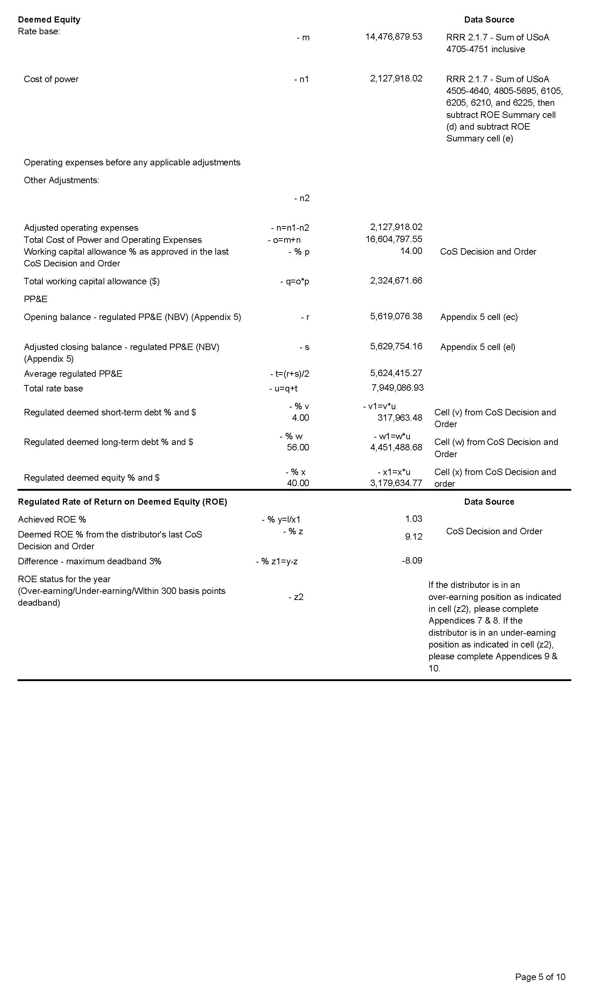 Deemed Equity Data Source
Rate base:
- m 14,476,879.53 RRR 2.1.7 - Sum of USoA
4705-4751 inclusive
Cost of power - n1 2,127,918.02 RRR 2.1.7 - Sum of USoA
4505-4640, 4805-5695, 6105,
6205, 6210, and 6225, then
subtract ROE Summary cell
(d) and subtract ROE
Summary cell (e)
Operating expenses before any applicable adjustments
Other Adjustments:
- n2
Adjusted operating expenses - n=n1-n2 2,127,918.02
Total Cost of Power and Operating Expenses - o=m+n 16,604,797.55
Working capital allowance % as approved in the last - % p 14.00 CoS Decision and Order
CoS Decision and Order
Total working capital allowance ($) - q=o*p 2,324,671.66
PP&E
Opening balance - regulated PP&E (NBV) (Appendix 5) - r 5,619,076.38 Appendix 5 cell (ec)
Adjusted closing balance - regulated PP&E (NBV) - s 5,629,754.16 Appendix 5 cell (el)
(Appendix 5)
Average regulated PP&E - t=(r+s)/2 5,624,415.27
Total rate base - u=q+t 7,949,086.93
- % v - v1=v*u
Regulated deemed short-term debt % and $ 4.00 317,963.48 Cell (v) from CoS Decision and
Order
- % w - w1=w*u
Regulated deemed long-term debt % and $ 56.00 4,451,488.68 Cell (w) from CoS Decision and
Order
- % x - x1=x*u Cell (x) from CoS Decision and
Regulated deemed equity % and $ 40.00 3,179,634.77 order
Regulated Rate of Return on Deemed Equity (ROE) Data Source
Achieved ROE % - % y=l/x1 1.03
Deemed ROE % from the distributor's last CoS - % z 9.12 CoS Decision and Order
Decision and Order
Difference - maximum deadband 3% - % z1=y-z -8.09
ROE status for the year
(Over-earning/Under-earning/Within 300 basis points
deadband) - z2
If the distributor is in an
over-earning position as indicated
in cell (z2), please complete
Appendices 7 & 8. If the
distributor is in an under-earning
position as indicated in cell (z2),
please complete Appendices 9 &
10.
Page 5 of 10